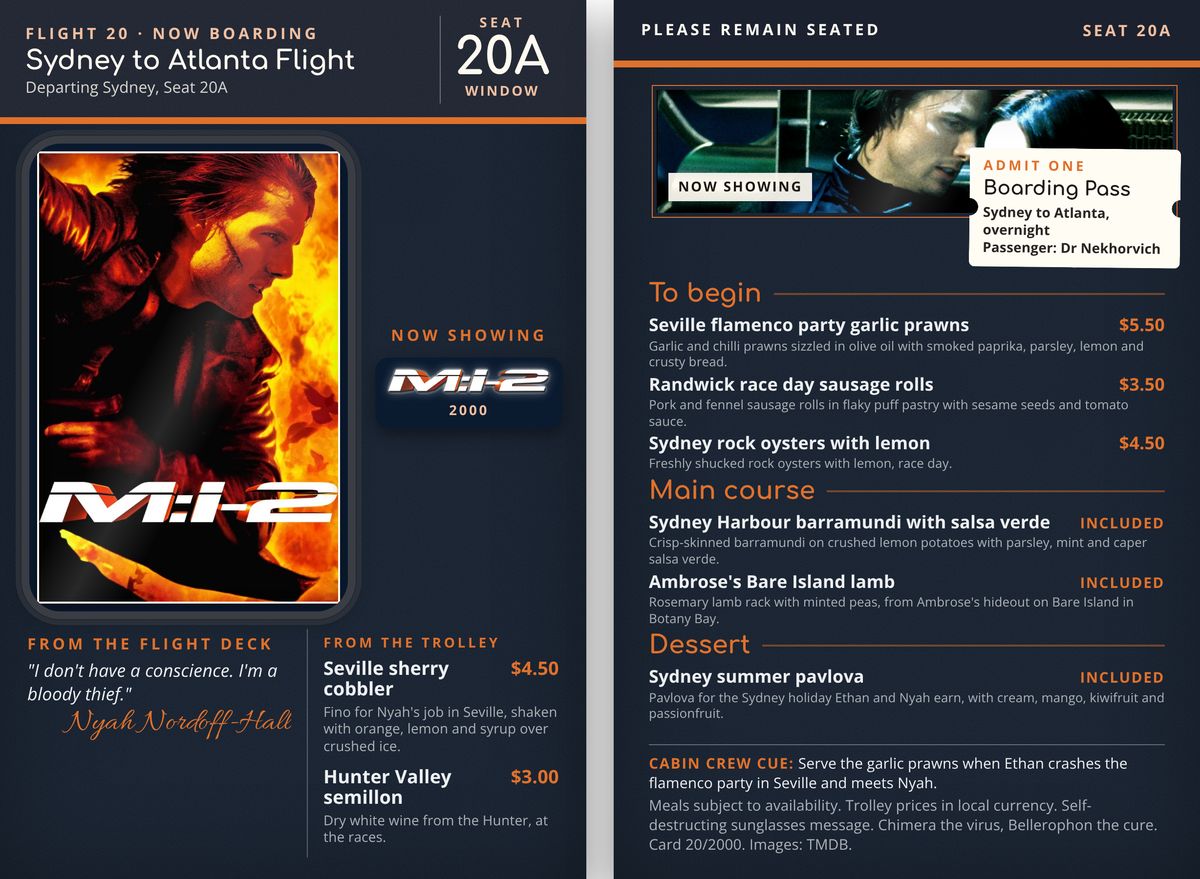 FLIGHT 20 · NOW BOARDING
Sydney to Atlanta Flight
Departing Sydney, Seat 20A
SEAT
20A
WINDOW
M:I-2
NOW SHOWING
M:I-2
2000
FROM THE FLIGHT DECK
"I don't have a conscience. I'm a
bloody thief."
Nyah Nordoff-Hall
FROM THE TROLLEY
Seville sherry
cobbler
$4.50
Fino for Nyah's job in Seville, shaken
with orange, lemon and syrup over
crushed ice.
Hunter Valley
semillon
$3.00
Dry white wine from the Hunter, at
the races.
PLEASE REMAIN SEATED
SEAT 20A
NOW SHOWING
ADMIT ONE
Boarding Pass
Sydney to Atlanta,
overnight
Passenger: Dr Nekhorvich
To begin
Seville flamenco party garlic prawns $5.50
Garlic and chilli prawns sizzled in olive oil with smoked paprika, parsley, lemon and
crusty bread.
Randwick race day sausage rolls $3.50
Pork and fennel sausage rolls in flaky puff pastry with sesame seeds and tomato
sauce.
Sydney rock oysters with lemon $4.50
Freshly shucked rock oysters with lemon, race day.
Main course
Sydney Harbour barramundi with salsa verde INCLUDED
Crisp-skinned barramundi on crushed lemon potatoes with parsley, mint and caper
salsa verde.
Ambrose's Bare Island lamb INCLUDED
Rosemary lamb rack with minted peas, from Ambrose's hideout on Bare Island in
Botany Bay.
Dessert
Sydney summer pavlova INCLUDED
Pavlova for the Sydney holiday Ethan and Nyah earn, with cream, mango, kiwifruit and
passionfruit.
CABIN CREW CUE: Serve the garlic prawns when Ethan crashes the
flamenco party in Seville and meets Nyah.
Meals subject to availability. Trolley prices in local currency. Self-
destructing sunglasses message. Chimera the virus, Bellerophon the cure.
Card 20/2000. Images: TMDB.